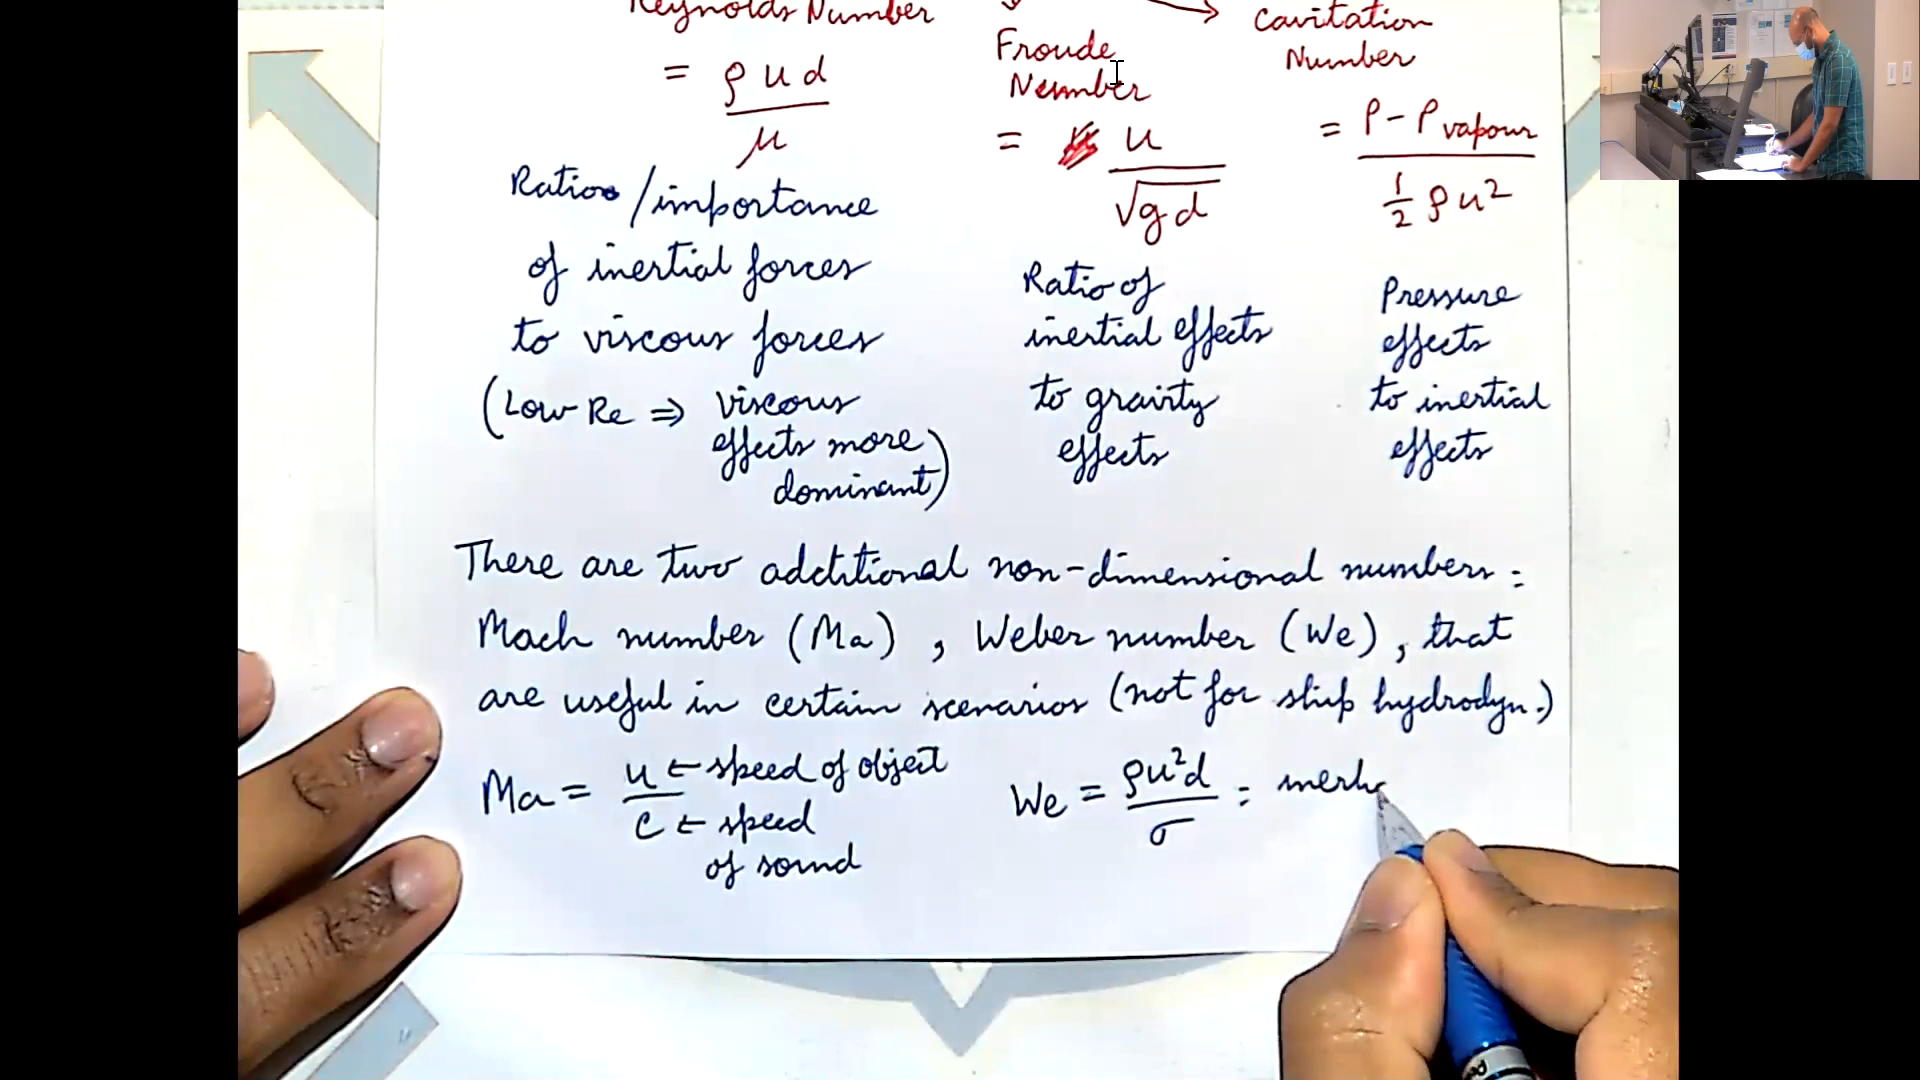 Reynolds Number
= ρ u d / μ
Ratio /importance
of inertial forces
to viscous forces
(Low Re ⇒ viscous
effects more
dominant)
Froude
Number
= u / √gd
Ratio of
inertial effects
to gravity
effects
Cavitation
Number
= P - P vapour / ½ ρ u²
Pressure
effects
to inertial
effects
There are two additional non-dimensional numbers:
Mach number (Ma), Weber number (We), that
are useful in certain scenarios (not for ship hydrodyn.)
Ma = u ← speed of object
c ← speed
of sound
We = ρu²d / σ = inertia